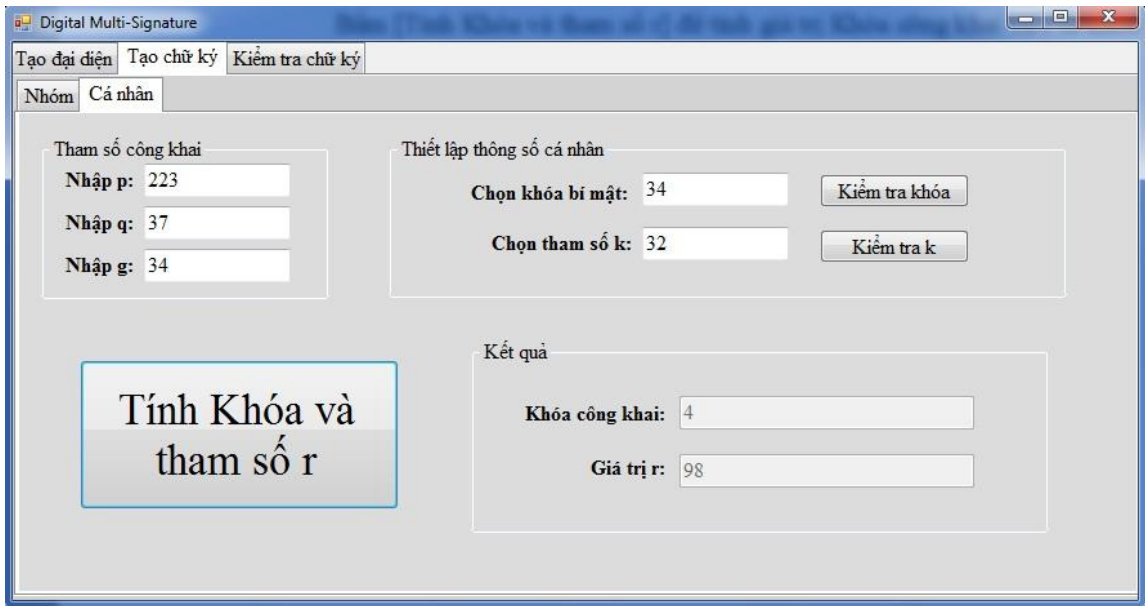 Digital Multi-Signature
Tạo đại diện Tạo chữ ký Kiểm tra chữ ký
Nhóm Cá nhân
Tham số công khai
Nhập p: 223
Nhập q: 37
Nhập g: 34
Thiết lập thông số cá nhân
Chọn khóa bí mật: 34 Kiểm tra khóa
Chọn tham số k: 32 Kiểm tra k
Tính Khóa và
tham số r
Kết quả
Khóa công khai: 4
Giá trị r: 98